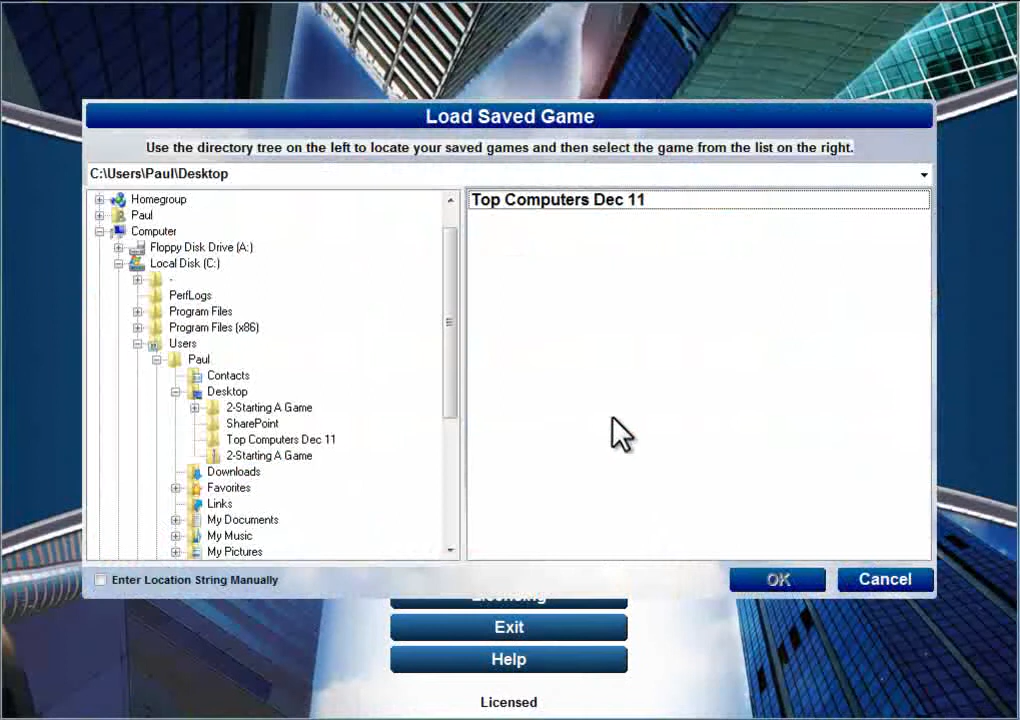 Load Saved Game
Use the directory tree on the left to locate your saved games and then select the game from the list on the right.
C:\Users\Paul\Desktop
Homegroup
Paul
Computer
Floppy Disk Drive (A:)
Local Disk (C:)
-
PerfLogs
Program Files
Program Files (x86)
Users
Paul
Contacts
Desktop
2-Starting A Game
SharePoint
Top Computers Dec 11
2-Starting A Game
Downloads
Favorites
Links
My Documents
My Music
My Pictures
Top Computers Dec 11
Enter Location String Manually
OK
Cancel
Licensing
Exit
Help
Licensed